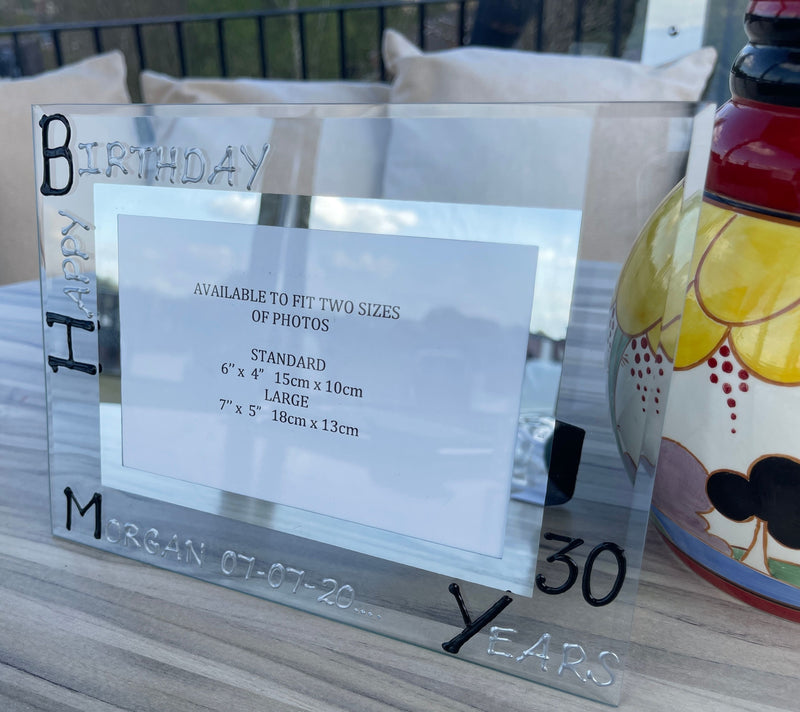 HAPPY
BIRTHDAY
AVAILABLE TO FIT TWO SIZES
OF PHOTOS
STANDARD
6" x 4" 15cm x 10cm
LARGE
7" x 5" 18cm x 13cm
H
MORGAN 07-07-20....
30
YEARS